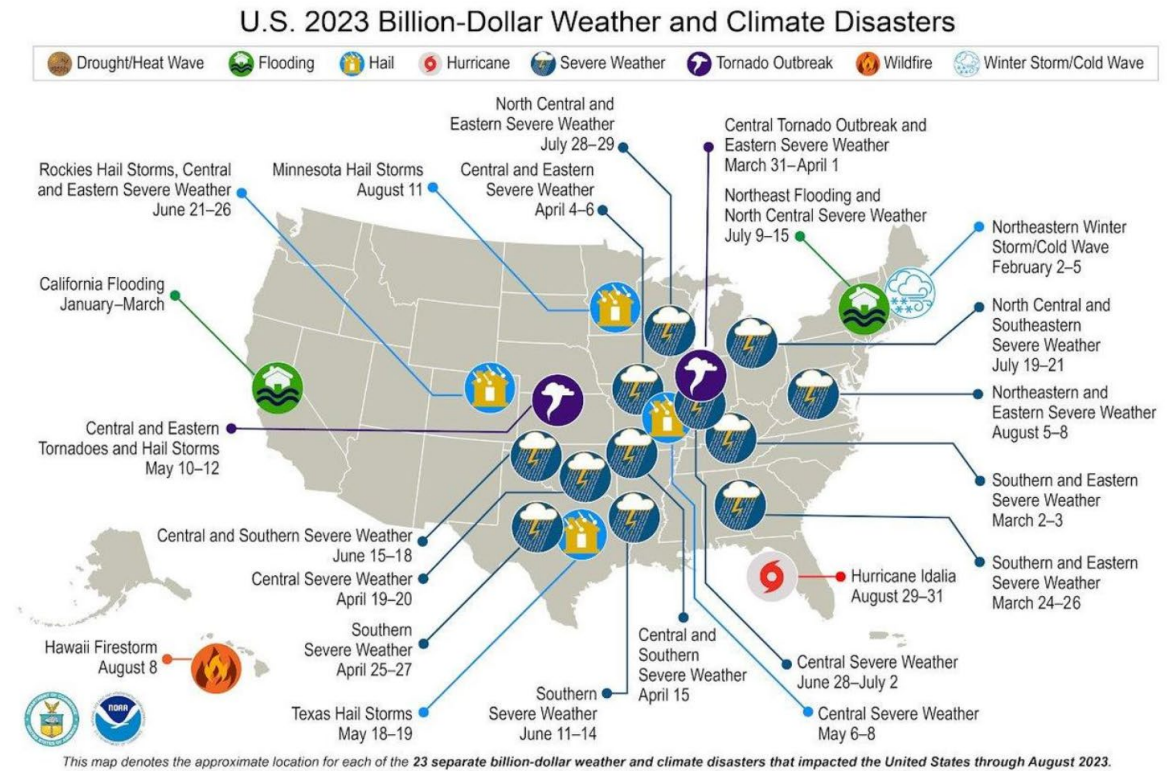 U.S. 2023 Billion-Dollar Weather and Climate Disasters
Drought/Heat Wave
Flooding
Hail
Hurricane
Severe Weather
Tornado Outbreak
Wildfire
Winter Storm/Cold Wave
North Central and
Eastern Severe Weather
July 28–29
Central Tornado Outbreak and
Eastern Severe Weather
March 31–April 1
Rockies Hail Storms, Central
and Eastern Severe Weather
June 21–26
Minnesota Hail Storms
August 11
Central and Eastern
Severe Weather
April 4–6
Northeast Flooding and
North Central Severe Weather
July 9–15
Northeastern Winter
Storm/Cold Wave
February 2–5
California Flooding
January–March
North Central and
Southeastern
Severe Weather
July 19–21
Northeastern and
Eastern Severe Weather
August 5–8
Central and Eastern
Tornadoes and Hail Storms
May 10–12
Southern and Eastern
Severe Weather
March 2–3
Central and Southern Severe Weather
June 15–18
Central Severe Weather
April 19–20
Southern and Eastern
Severe Weather
March 24–26
Hurricane Idalia
August 29–31
Southern
Severe Weather
April 25–27
Hawaii Firestorm
August 8
Central and
Southern
Severe Weather
April 15
Central Severe Weather
June 28–July 2
Texas Hail Storms
May 18–19
Southern
Severe Weather
June 11–14
Central Severe Weather
May 6–8
NOAA
This map denotes the approximate location for each of the 23 separate billion-dollar weather and climate disasters that impacted the United States through August 2023.